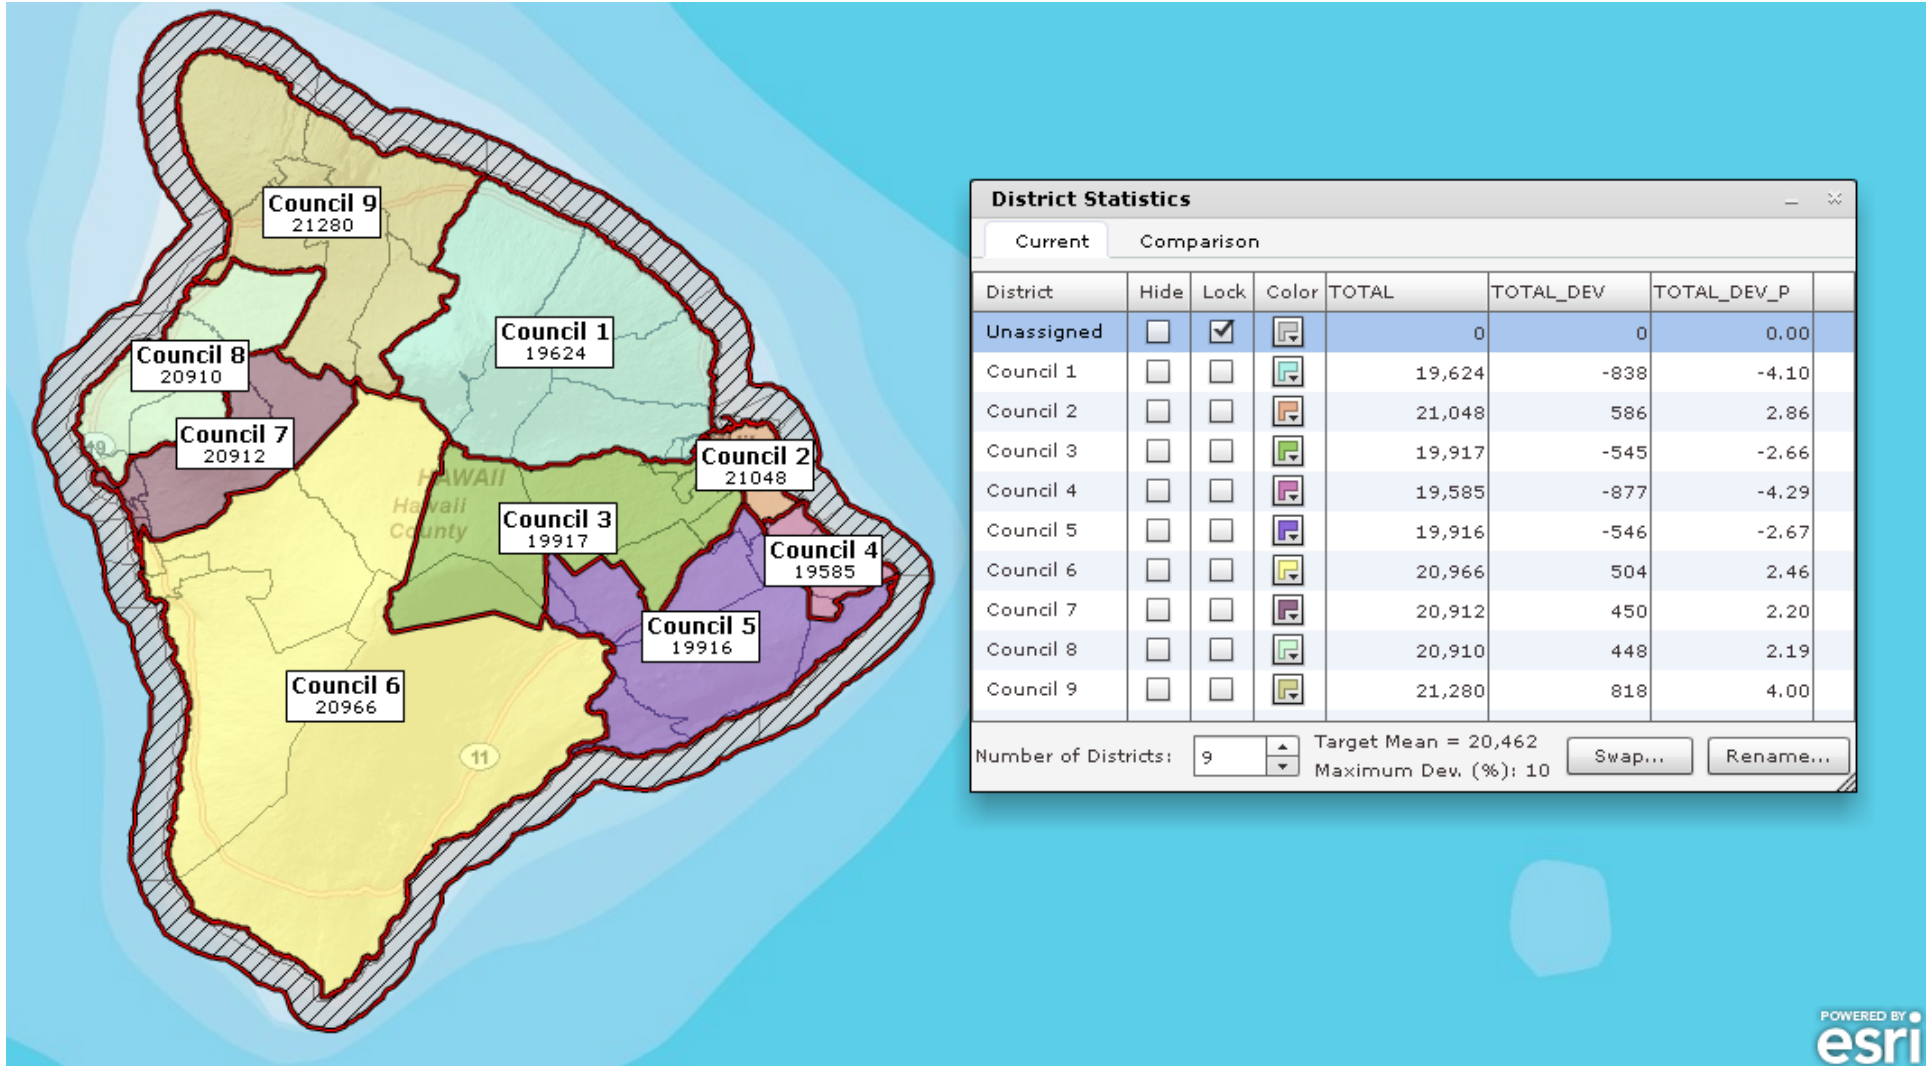 Council 9
21280
Council 1
19624
Council 8
20910
Council 7
20912
19
HAWAII
Hawaii
County
Council 2
21048
Council 3
19917
Council 4
19585
Council 5
19916
Council 6
20966
11
District Statistics
Current Comparison
District Hide Lock Color TOTAL TOTAL_DEV TOTAL_DEV_P
Unassigned 0 0 0.00
Council 1 19,624 -838 -4.10
Council 2 21,048 586 2.86
Council 3 19,917 -545 -2.66
Council 4 19,585 -877 -4.29
Council 5 19,916 -546 -2.67
Council 6 20,966 504 2.46
Council 7 20,912 450 2.20
Council 8 20,910 448 2.19
Council 9 21,280 818 4.00
Number of Districts: 9 Target Mean = 20,462
Maximum Dev. (%): 10 Swap... Rename...
POWERED BY
esri